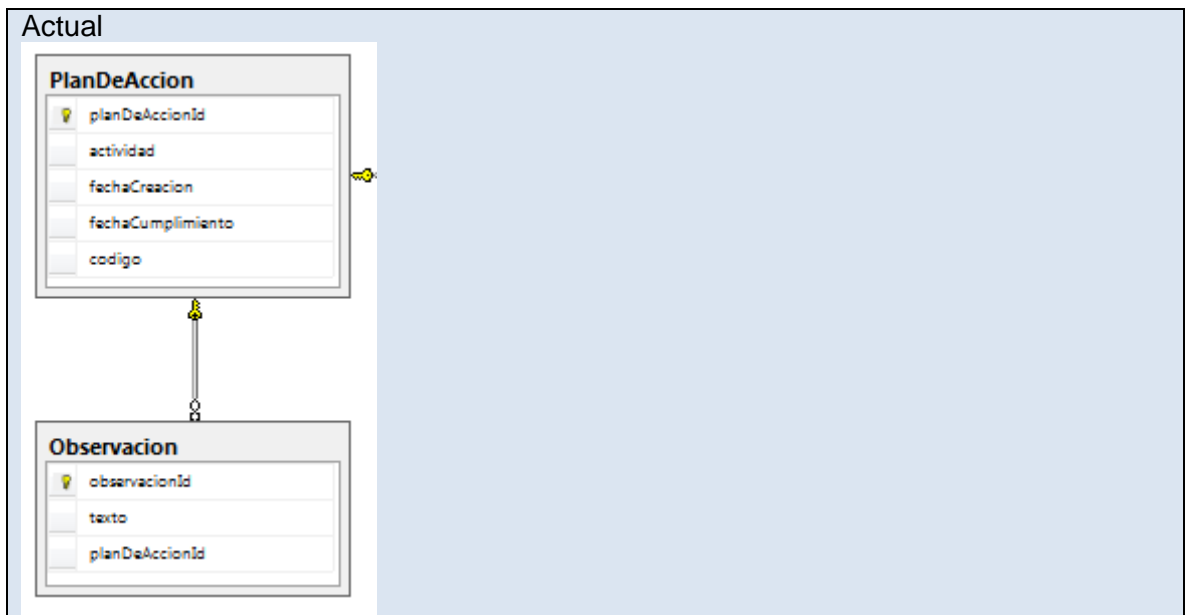 Actual
PlanDeAccion
planDeAccionId
actividad
fechaCreacion
fechaCumplimiento
codigo
Observacion
observacionId
texto
planDeAccionId